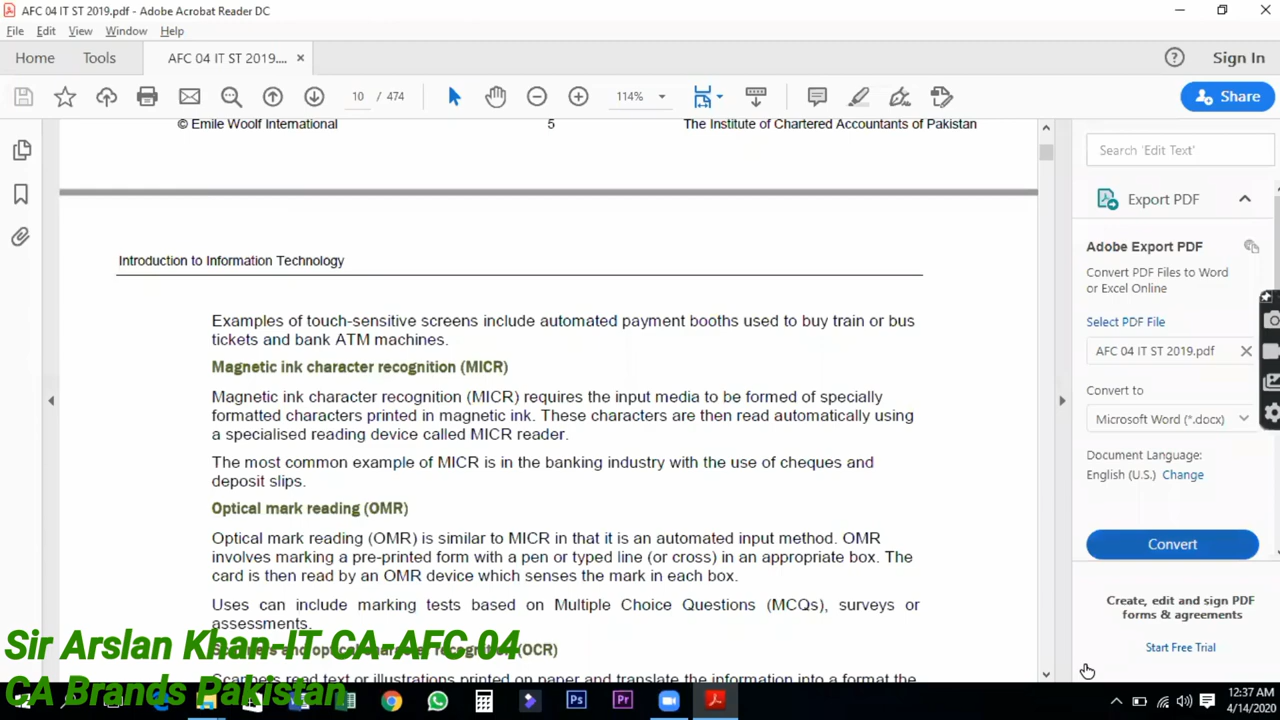 AFC 04 IT ST 2019.pdf - Adobe Acrobat Reader DC
File Edit View Window Help
Home Tools AFC 04 IT ST 2019.... × Sign In
10 / 474 114% Share
© Emile Woolf International 5 The Institute of Chartered Accountants of Pakistan
Introduction to Information Technology
Examples of touch-sensitive screens include automated payment booths used to buy train or bus
tickets and bank ATM machines.
Magnetic ink character recognition (MICR)
Magnetic ink character recognition (MICR) requires the input media to be formed of specially
formatted characters printed in magnetic ink. These characters are then read automatically using
a specialised reading device called MICR reader.
The most common example of MICR is in the banking industry with the use of cheques and
deposit slips.
Optical mark reading (OMR)
Optical mark reading (OMR) is similar to MICR in that it is an automated input method. OMR
involves marking a pre-printed form with a pen or typed line (or cross) in an appropriate box. The
card is then read by an OMR device which senses the mark in each box.
Uses can include marking tests based on Multiple Choice Questions (MCQs), surveys or
assessments.
Scanners and optical character recognition (OCR)
Scanners read text or illustrations printed on paper and translate the information into a format the
Search 'Edit Text'
Export PDF
Adobe Export PDF
Convert PDF Files to Word
or Excel Online
Select PDF File
AFC 04 IT ST 2019.pdf ×
Convert to
Microsoft Word (*.docx)
Document Language:
English (U.S.) Change
Convert
Create, edit and sign PDF
forms & agreements
Start Free Trial
Sir Arslan Khan-IT CA-AFC.04
CA Brands Pakistan
Ps Pr
12:37 AM
4/14/2020